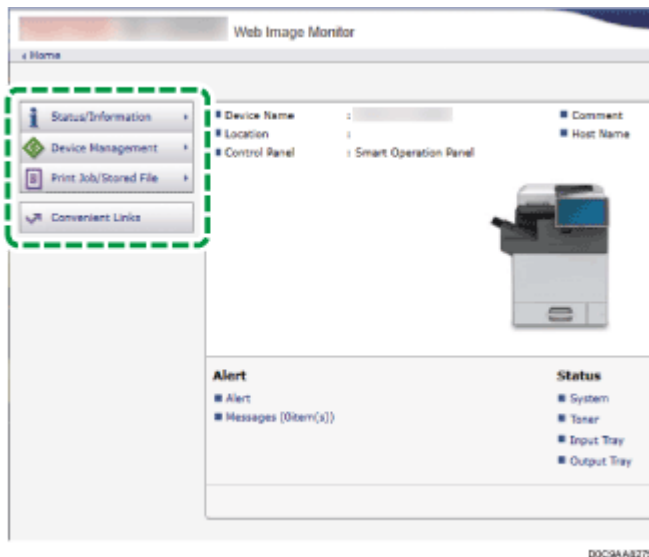 Web Image Monitor
Home
Status/Information
Device Management
Print Job/Stored File
Convenient Links
Device Name :
Location :
Control Panel : Smart Operation Panel
Comment
Host Name
Alert
Alert
Messages (0item(s))
Status
System
Toner
Input Tray
Output Tray